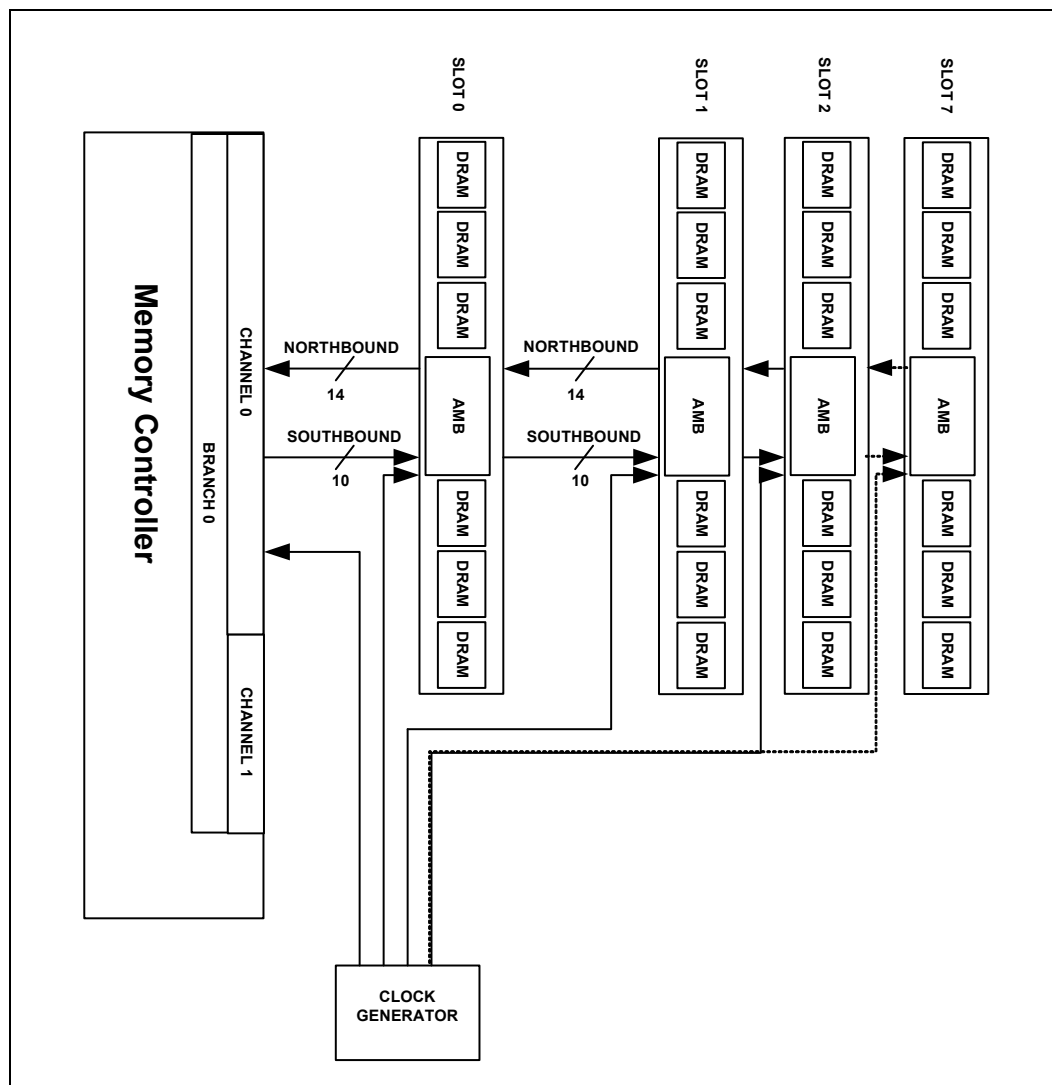 SLOT 0
SLOT 1
SLOT 2
SLOT 7
DRAM
DRAM
DRAM
DRAM
DRAM
DRAM
DRAM
DRAM
DRAM
DRAM
DRAM
DRAM
Memory Controller
BRANCH 0
CHANNEL 0
CHANNEL 1
NORTHBOUND
14
SOUTHBOUND
10
NORTHBOUND
14
SOUTHBOUND
10
AMB
AMB
AMB
AMB
DRAM
DRAM
DRAM
DRAM
DRAM
DRAM
DRAM
DRAM
DRAM
DRAM
DRAM
DRAM
CLOCK
GENERATOR